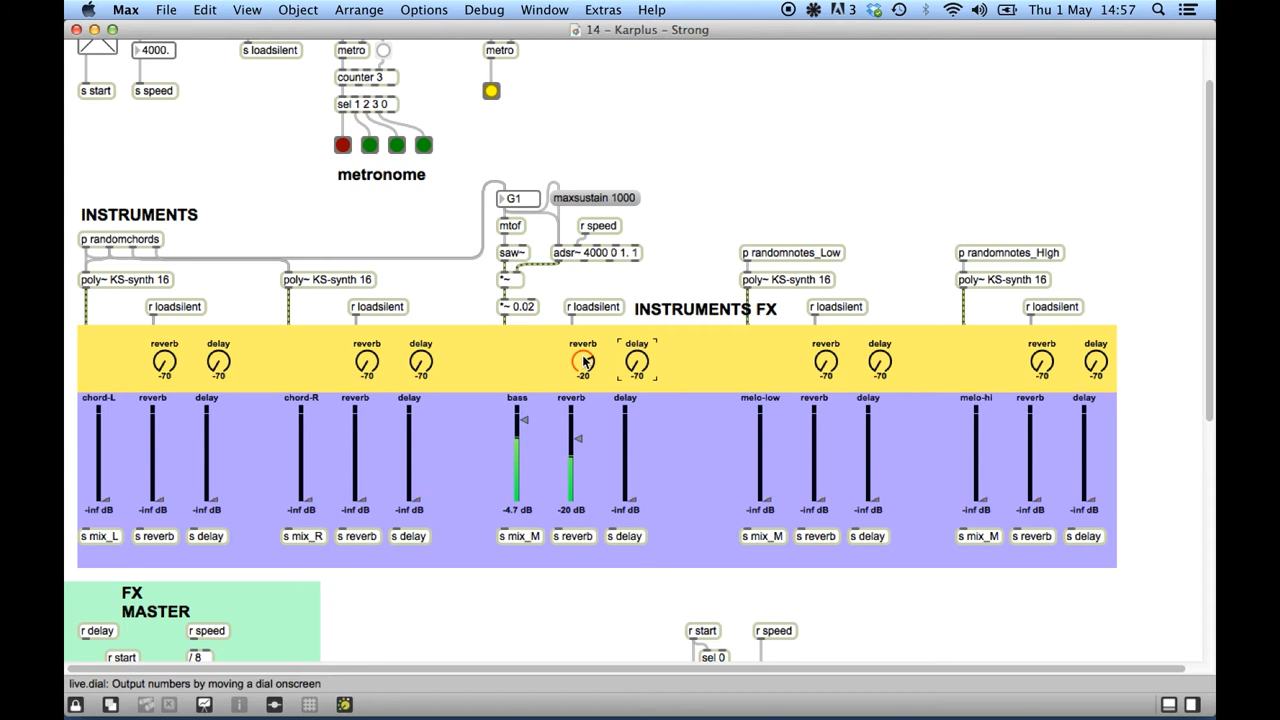 Max File Edit View Object Arrange Options Debug Window Extras Help 3 Thu 1 May 14:57
14 – Karplus - Strong
4000. s loadsilent metro metro
counter 3
s start s speed
sel 1 2 3 0
metronome
G1 maxsustain 1000
INSTRUMENTS
mtof r speed
p randomchords
saw~ adsr~ 4000 0 1. 1 p randomnotes_Low p randomnotes_HIgh
poly~ KS-synth 16 poly~ KS-synth 16 *~ poly~ KS-synth 16 poly~ KS-synth 16
r loadsilent r loadsilent *~ 0.02 r loadsilent INSTRUMENTS FX r loadsilent r loadsilent
reverb delay reverb delay reverb delay reverb delay reverb delay
-70 -70 -70 -70 -20 -70 -70 -70 -70 -70
chord-L reverb delay chord-R reverb delay bass reverb delay melo-low reverb delay melo-hi reverb delay
-inf dB -inf dB -inf dB -inf dB -inf dB -inf dB -4.7 dB -20 dB -inf dB -inf dB -inf dB -inf dB -inf dB -inf dB -inf dB
s mix_L s reverb s delay s mix_R s reverb s delay s mix_M s reverb s delay s mix_M s reverb s delay s mix_M s reverb s delay
FX
MASTER
r delay r speed r start r speed
r start / 8 sel 0
live.dial: Output numbers by moving a dial onscreen